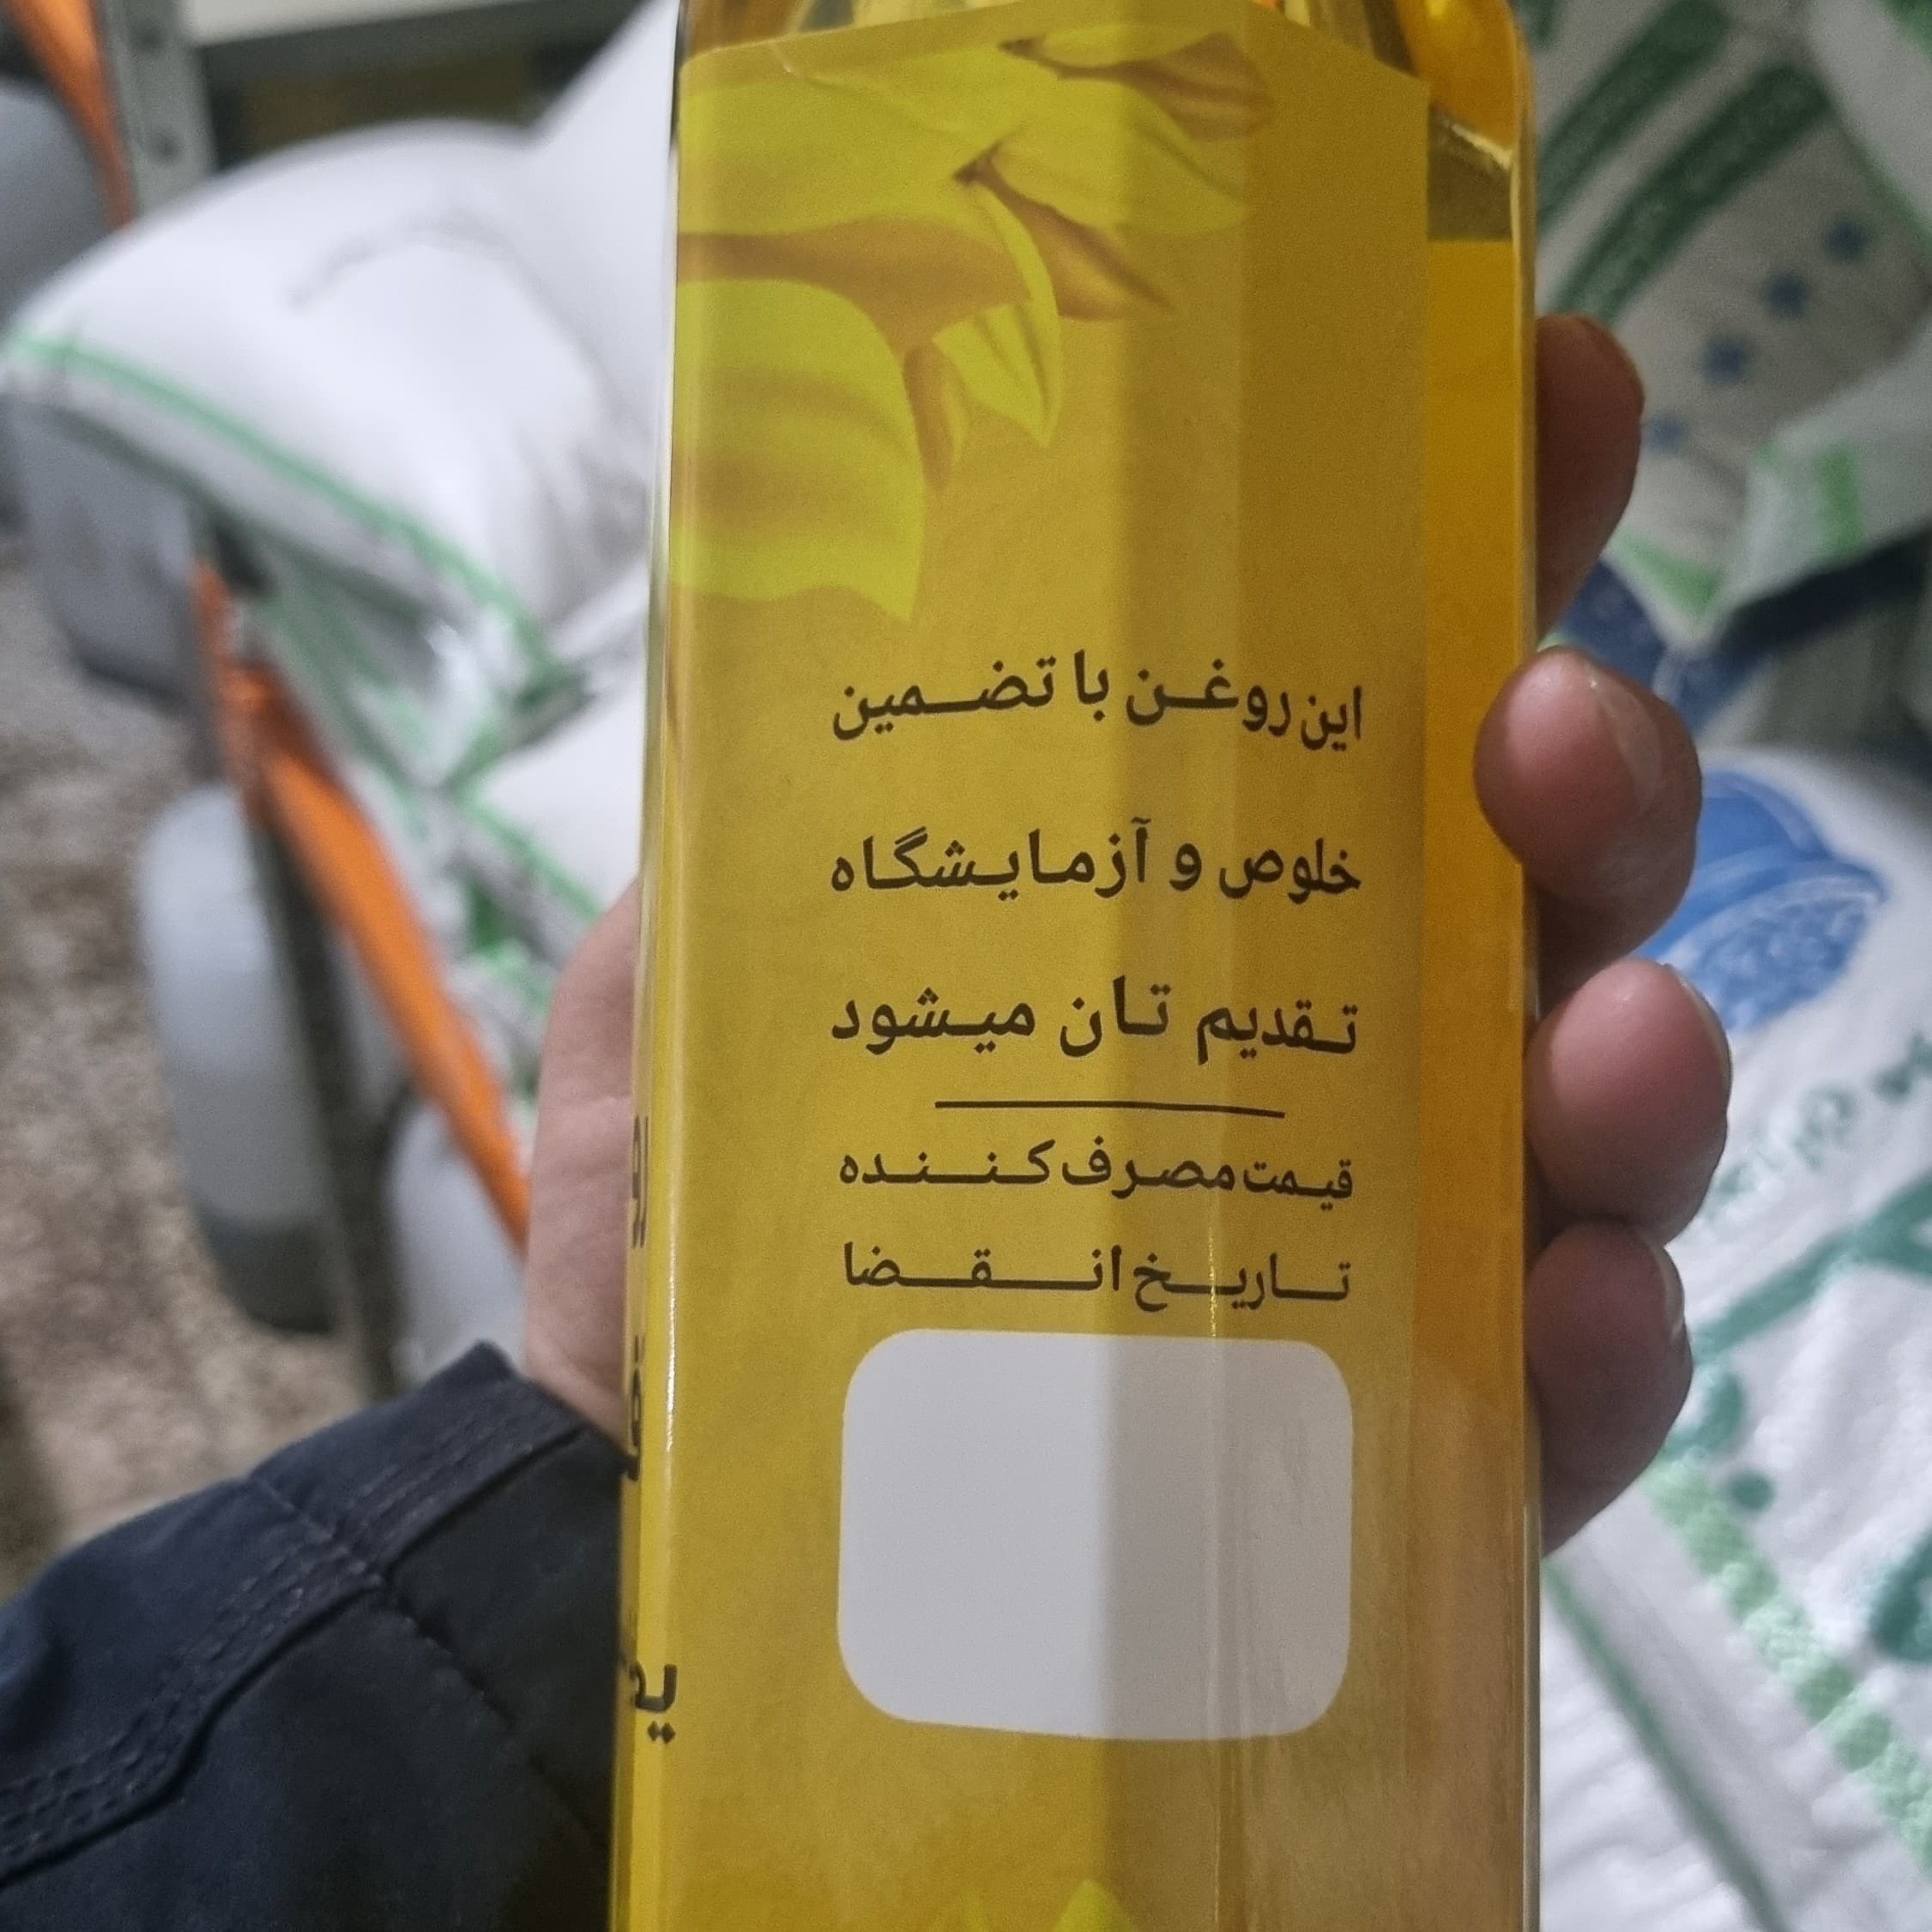 این روغن با تضمین
خلوص و آزمایشگاه
تقدیم تان میشود
قیمت مصرف کننده
تاریخ انقضا